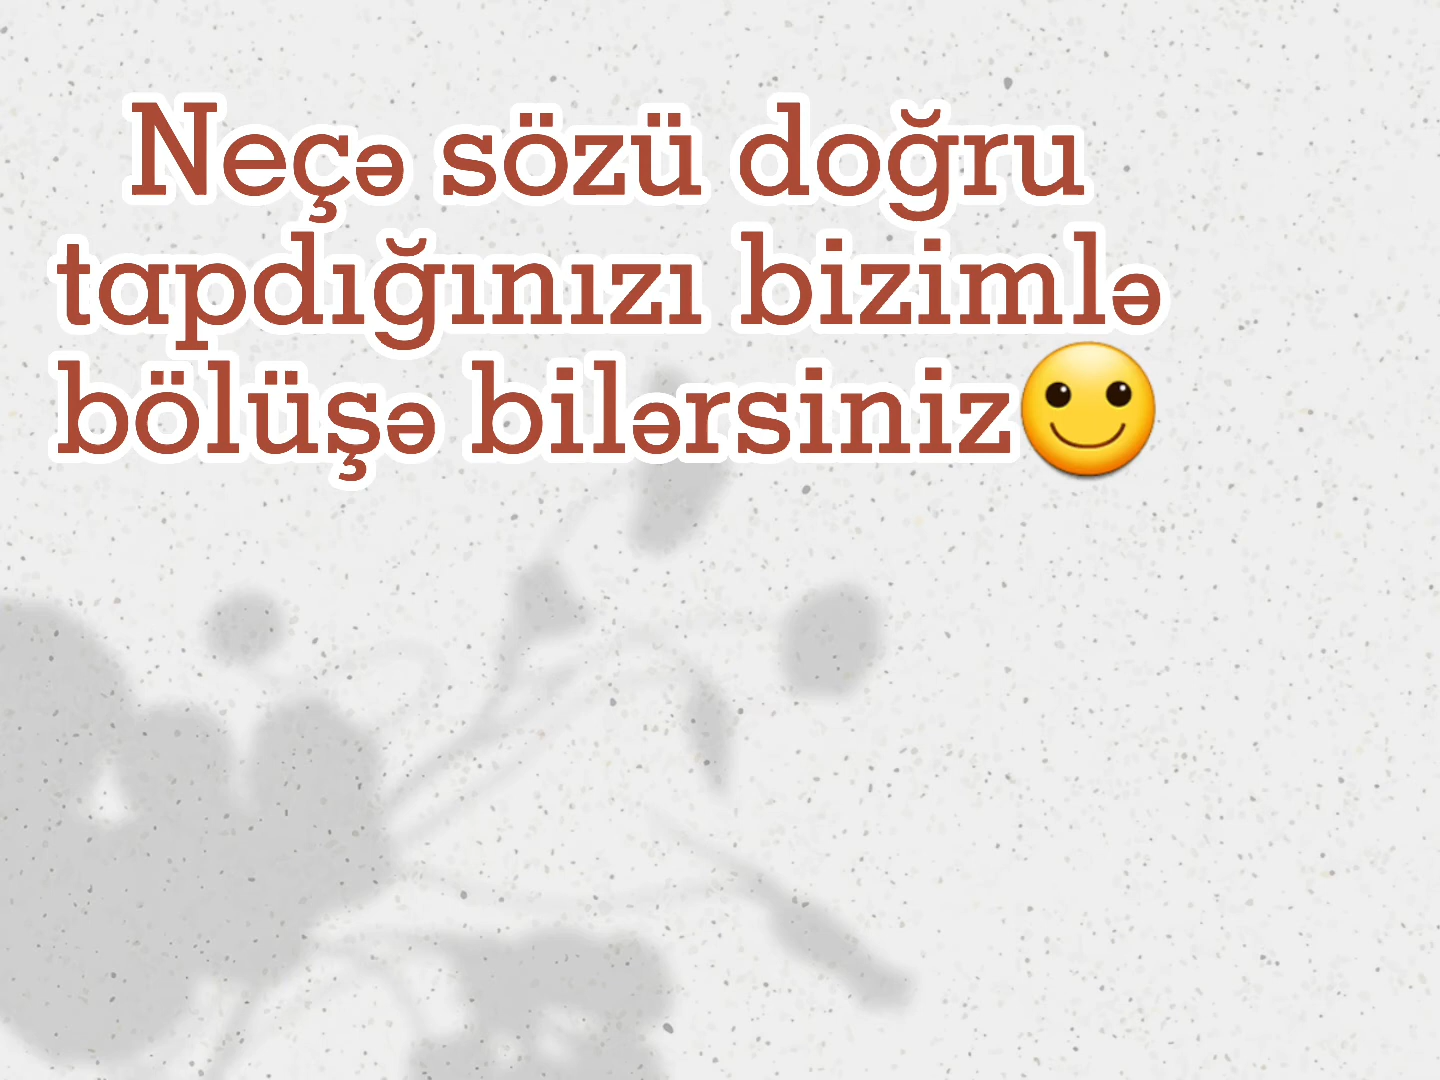 Neçə sözü doğru
tapdığınızı bizimlə
bölüşə bilərsiniz🙂